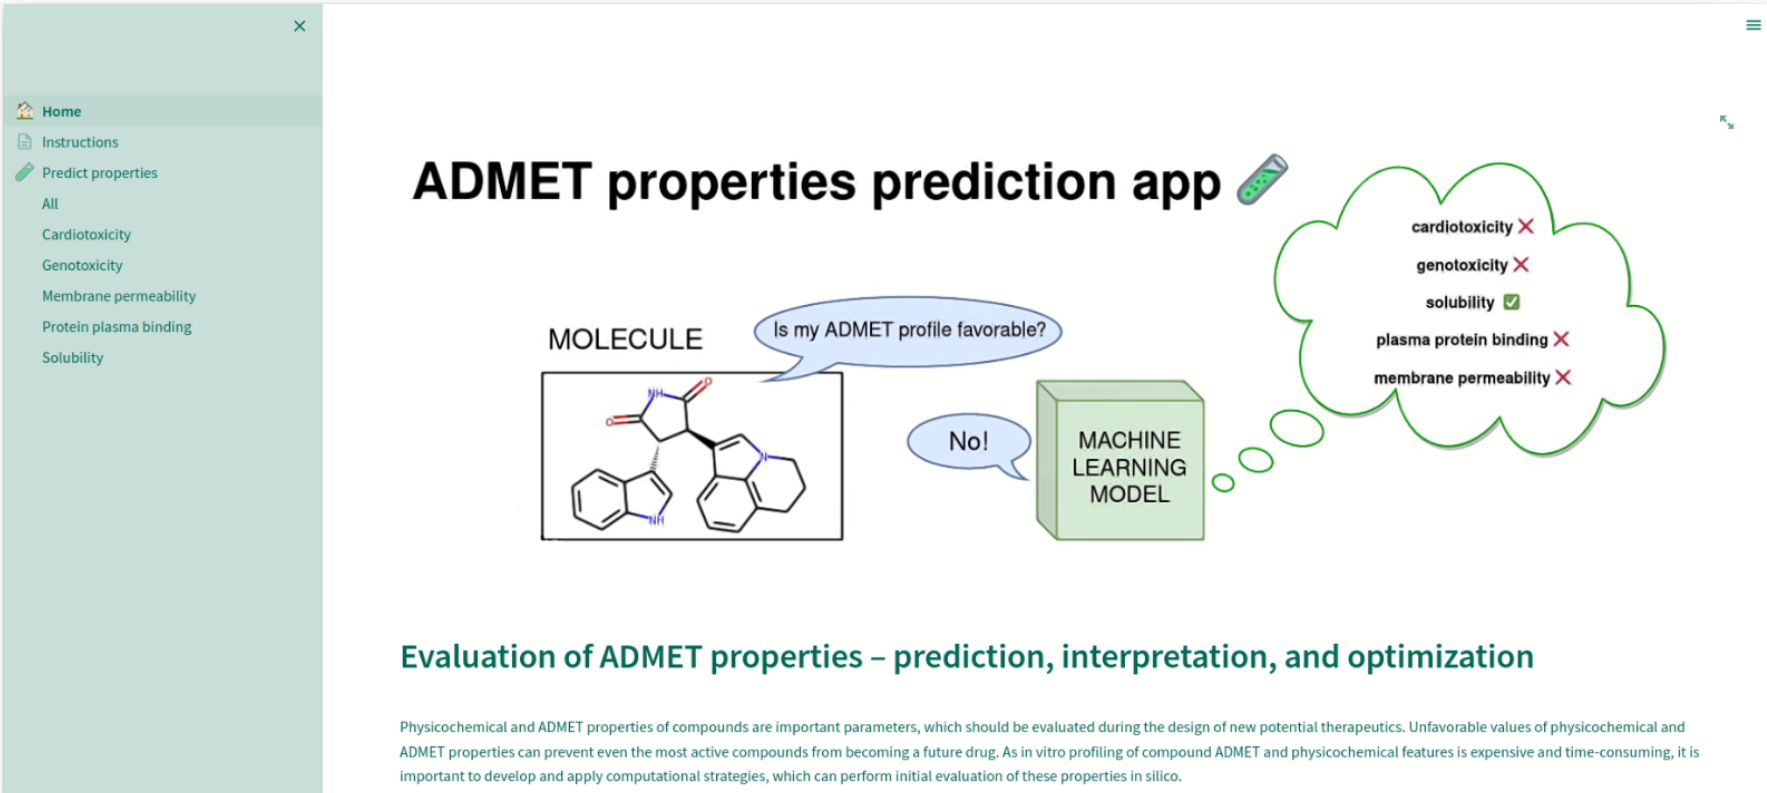 Home
Instructions
Predict properties
All
Cardiotoxicity
Genotoxicity
Membrane permeability
Protein plasma binding
Solubility
ADMET properties prediction app
cardiotoxicity ❌
genotoxicity ❌
solubility ✅
plasma protein binding ❌
membrane permeability ❌
Is my ADMET profile favorable?
MOLECULE
NH
O
O
N
NH
No!
MACHINE
LEARNING
MODEL
Evaluation of ADMET properties – prediction, interpretation, and optimization
Physicochemical and ADMET properties of compounds are important parameters, which should be evaluated during the design of new potential therapeutics. Unfavorable values of physicochemical and
ADMET properties can prevent even the most active compounds from becoming a future drug. As in vitro profiling of compound ADMET and physicochemical features is expensive and time-consuming, it is
important to develop and apply computational strategies, which can perform initial evaluation of these properties in silico.